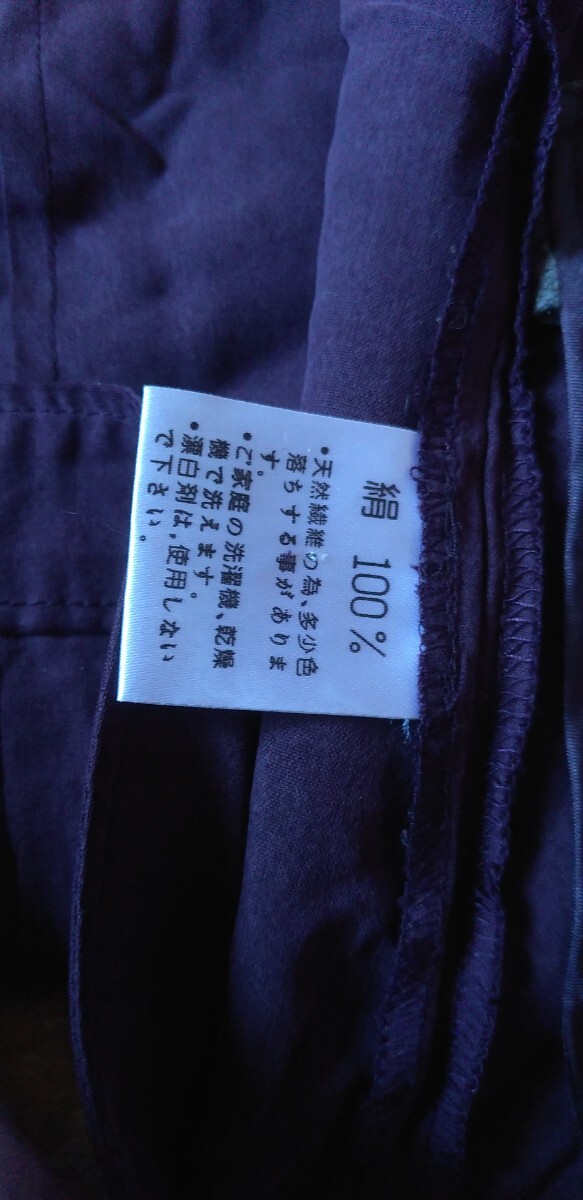 絹 100%
•天然繊維の為、多少色
落ちする事がありま
す。
•ご家庭の洗濯機、乾燥
機で洗えます。
•漂白剤は、使用しない
で下さい。